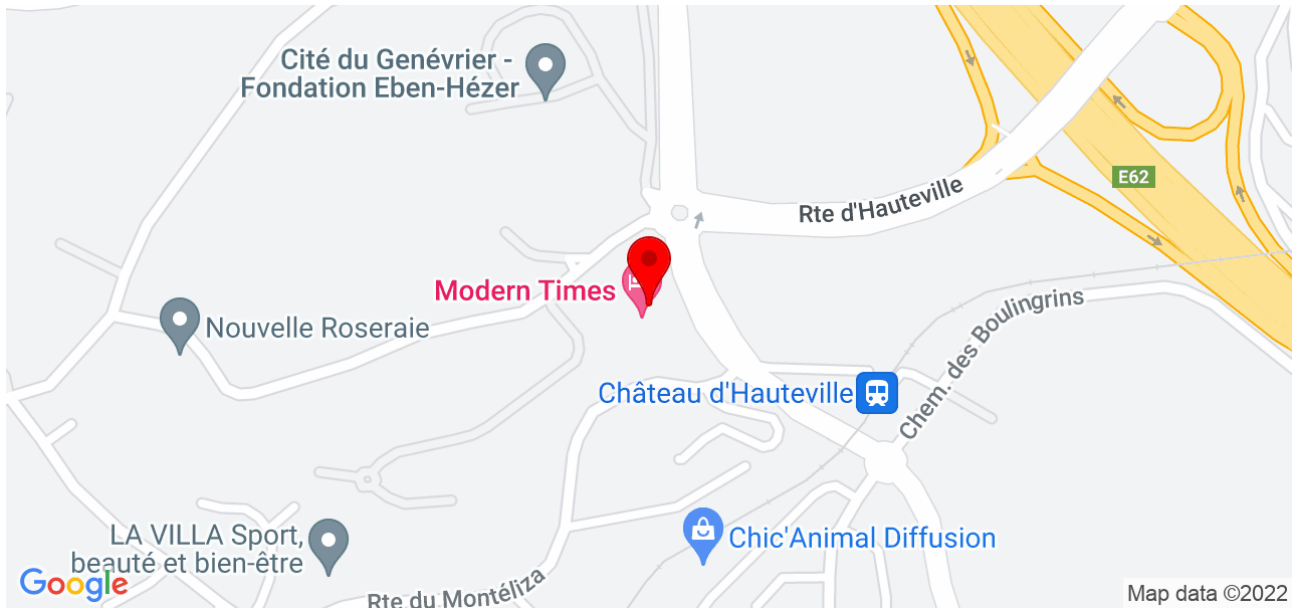 Cité du Genévrier -
Fondation Eben-Hézer
E62
Rte d'Hauteville
Modern Times
Nouvelle Roseraie
Chem. des Boulingrins
Château d'Hauteville
LA VILLA Sport,
beauté et bien-être
Chic'Animal Diffusion
Google
Rte du Montéliza
Map data ©2022